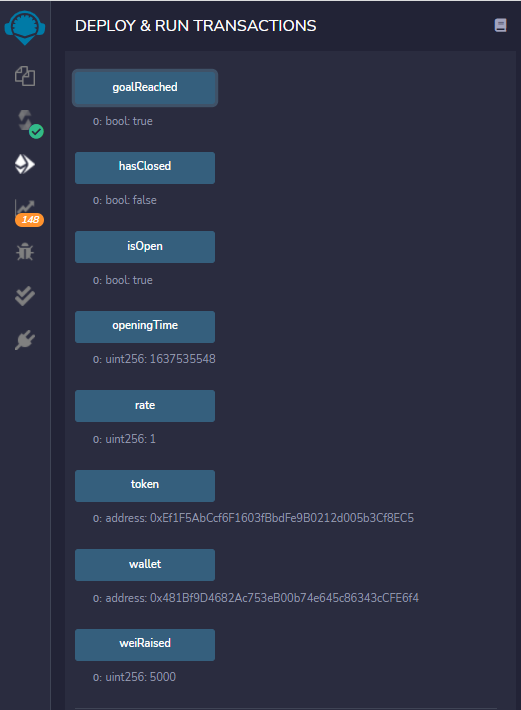 DEPLOY & RUN TRANSACTIONS
goalReached
0: bool: true
hasClosed
0: bool: false
148
isOpen
0: bool: true
openingTime
0: uint256: 1637535548
rate
0: uint256: 1
token
0: address: 0xEf1F5AbCcf6F1603fBbdFe9B0212d005b3Cf8EC5
wallet
0: address: 0x481Bf9D4682Ac753eB00b74e645c86343cCFE6f4
weiRaised
0: uint256: 5000